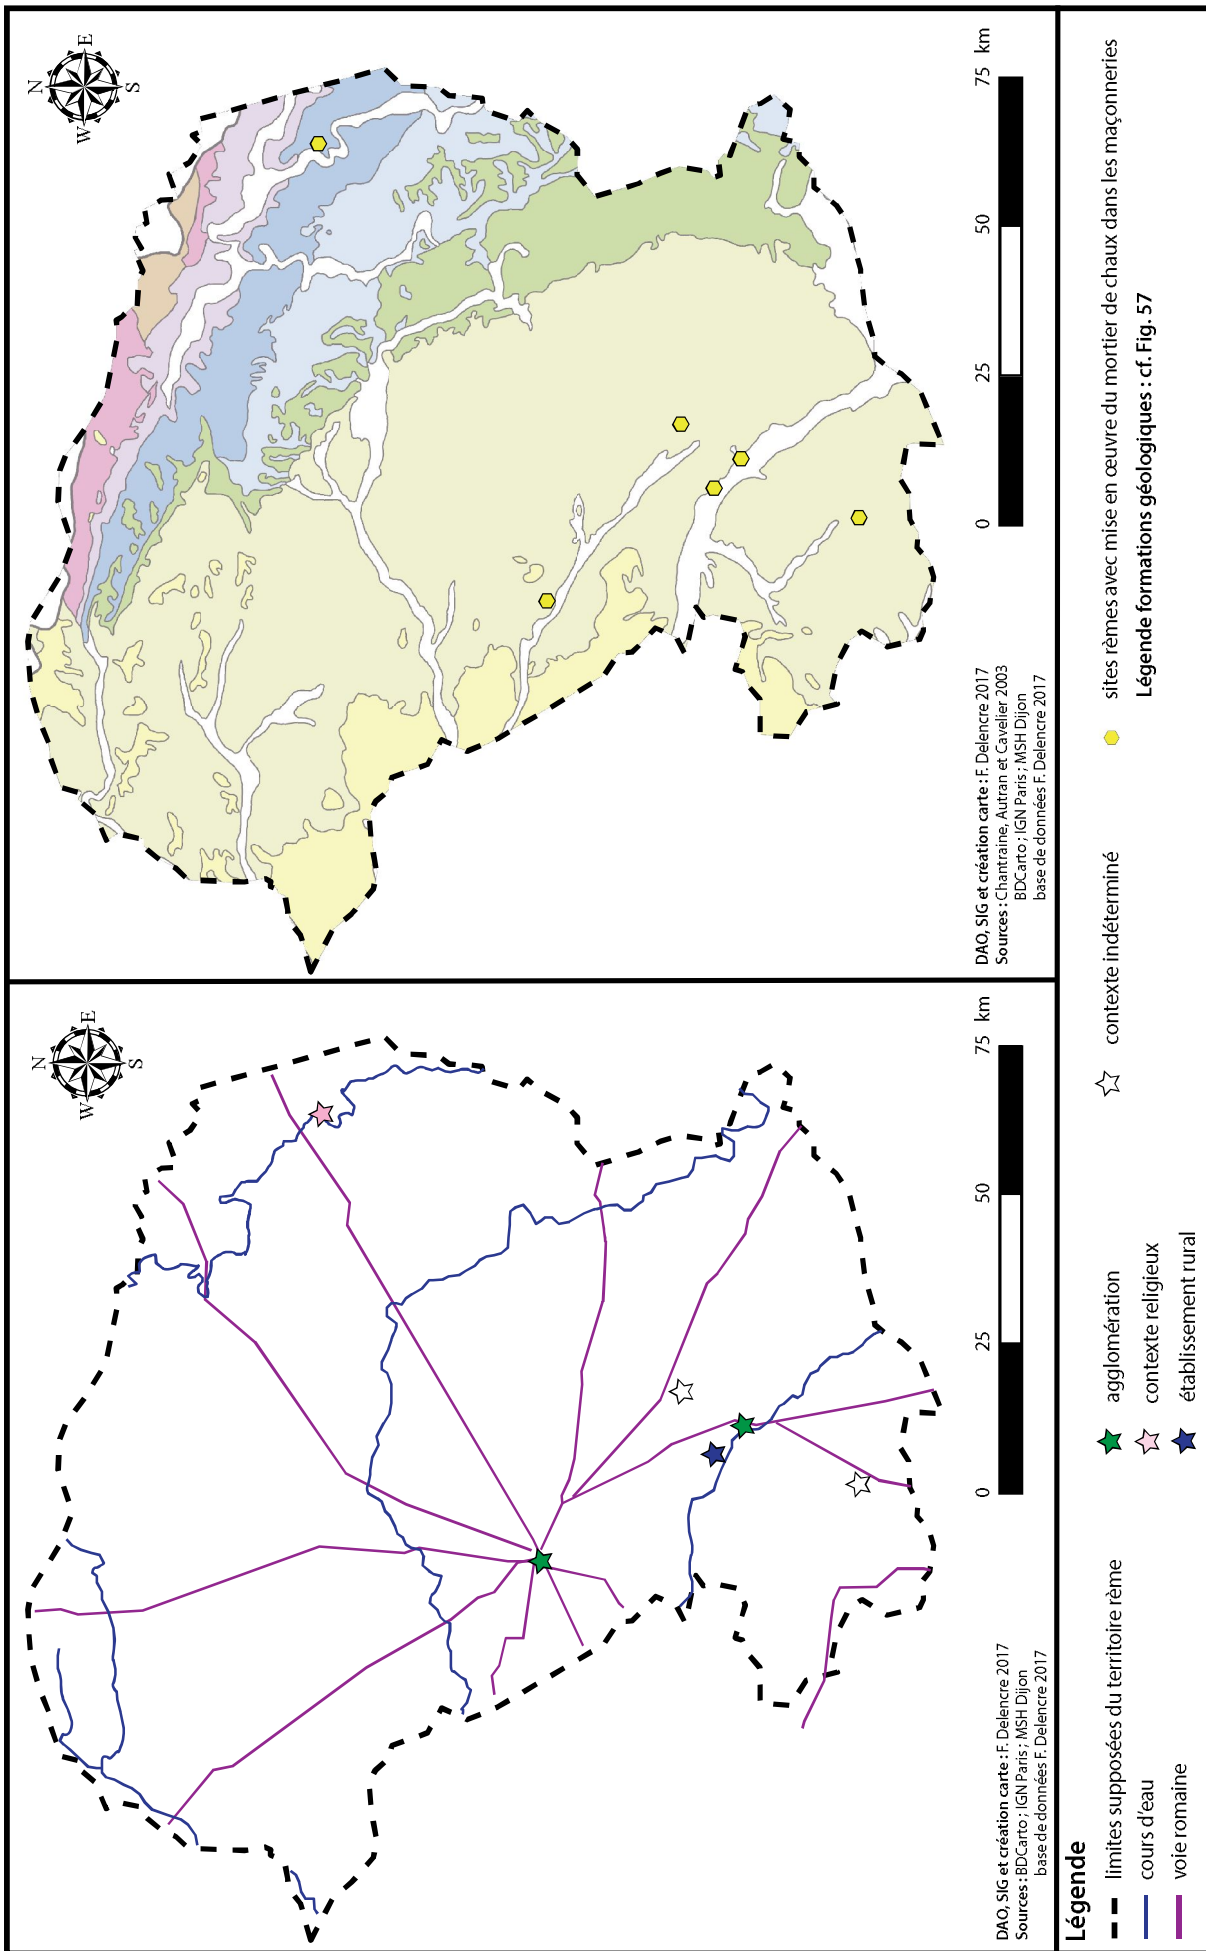 N
E
S
W
0
25
50
75
km
DAO, SIG et création carte : F. Delencre 2017
Sources : BDCarto ; IGN Paris ; MSH Dijon
base de données F. Delencre 2017
N
E
S
W
0
25
50
75
km
DAO, SIG et création carte : F. Delencre 2017
Sources : Chantraine, Autran et Cavelier 2003
BDCarto ; IGN Paris ; MSH Dijon
base de données F. Delencre 2017
Légende
limites supposées du territoire rème
cours d'eau
voie romaine
agglomération
contexte religieux
établissement rural
contexte indéterminé
sites rèmes avec mise en œuvre du mortier de chaux dans les maçonneries
Légende formations géologiques : cf. Fig. 57